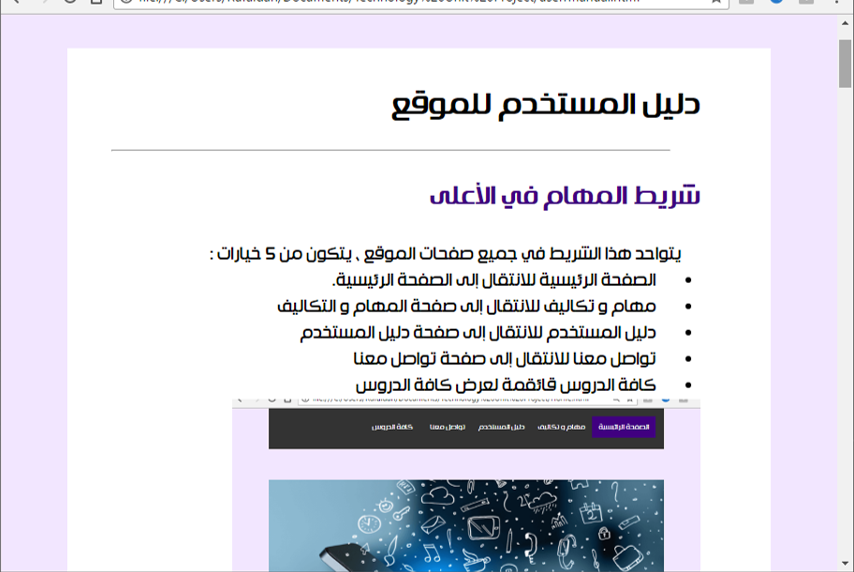 دليل المستخدم للموقع
شريط المهام في الأعلى
يتواجد هذا الشريط في جميع صفحات الموقع ، يتكون من 5 خيارات :
الصفحة الرئيسية للانتقال إلى الصفحة الرئيسية.
مهام و تكاليف للانتقال إلى صفحة المهام و التكاليف
دليل المستخدم للانتقال إلى صفحة دليل المستخدم
تواصل معنا للانتقال إلى صفحة تواصل معنا
كافة الدروس قائقمة لعرض كافة الدروس
الصفحة الرائيسية مهام و تكاليف دليل المستخدم تواصل معنا كافة الدروس